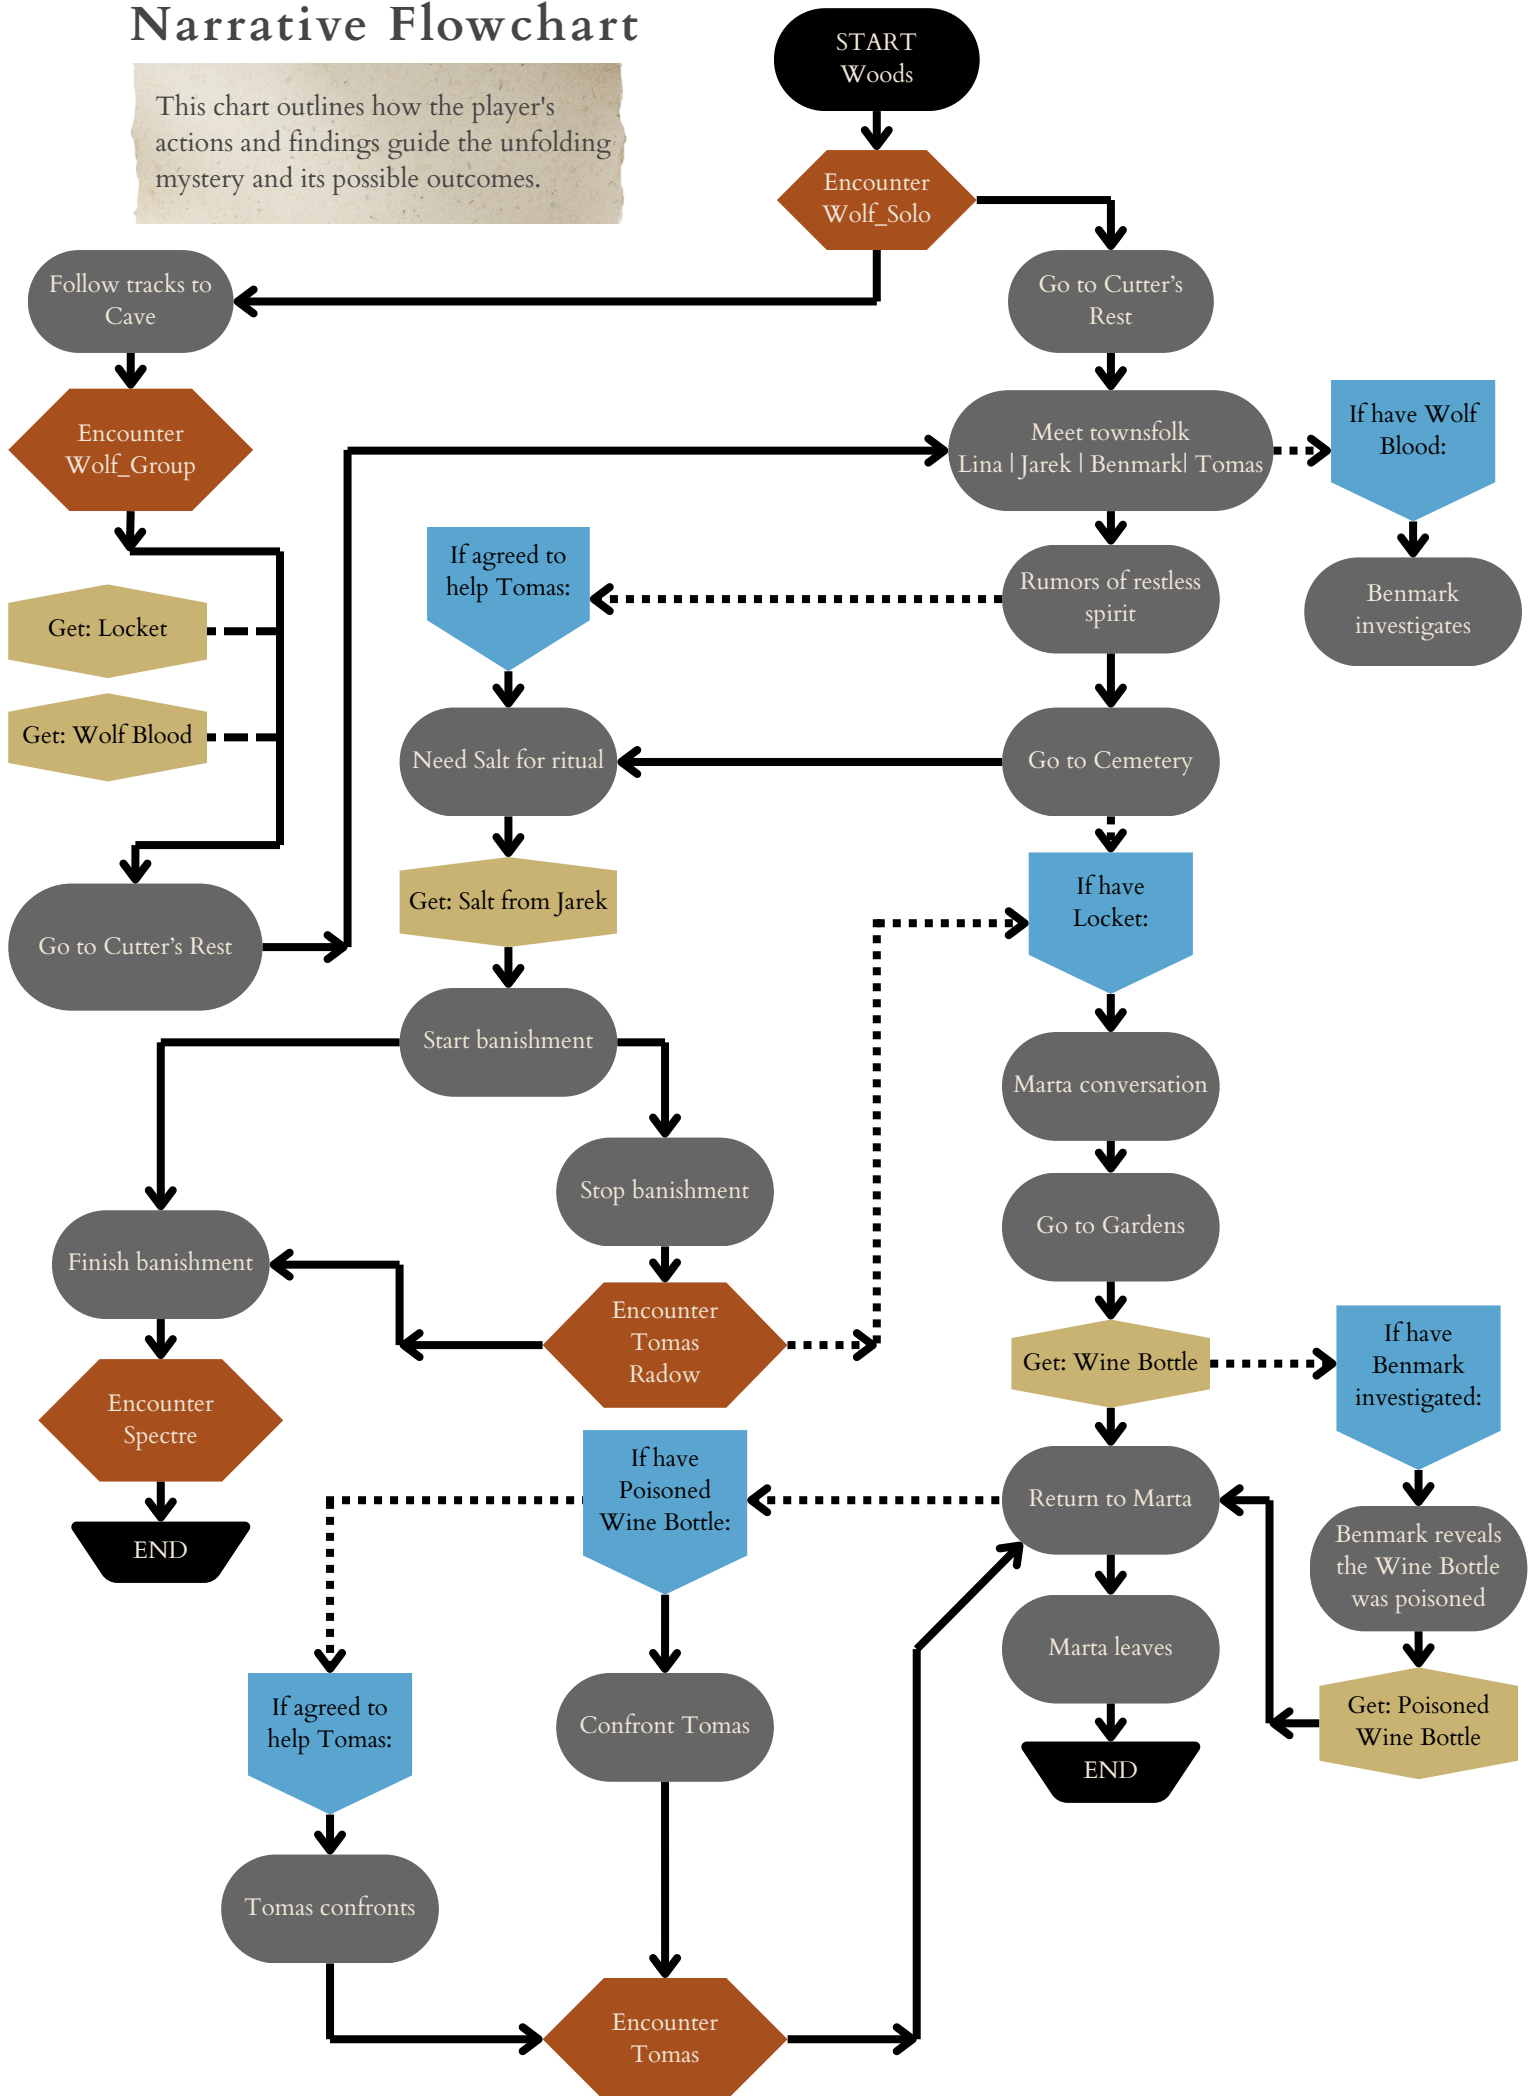 Narrative Flowchart
This chart outlines how the player's
actions and findings guide the unfolding
mystery and its possible outcomes.
START
Woods
Encounter
Wolf_Solo
Follow tracks to
Cave
Go to Cutter’s
Rest
Encounter
Wolf_Group
Meet townsfolk
Lina | Jarek | Benmark| Tomas
If have Wolf
Blood:
If agreed to
help Tomas:
Rumors of restless
spirit
Benmark
investigates
Get: Locket
Get: Wolf Blood
Need Salt for ritual
Go to Cemetery
Get: Salt from Jarek
If have
Locket:
Go to Cutter’s Rest
Start banishment
Marta conversation
Stop banishment
Go to Gardens
Finish banishment
Encounter
Tomas
Radow
Get: Wine Bottle
If have
Benmark
investigated:
Encounter
Spectre
If have
Poisoned
Wine Bottle:
Return to Marta
END
Benmark reveals
the Wine Bottle
was poisoned
Marta leaves
If agreed to
help Tomas:
Confront Tomas
Get: Poisoned
Wine Bottle
END
Tomas confronts
Encounter
Tomas